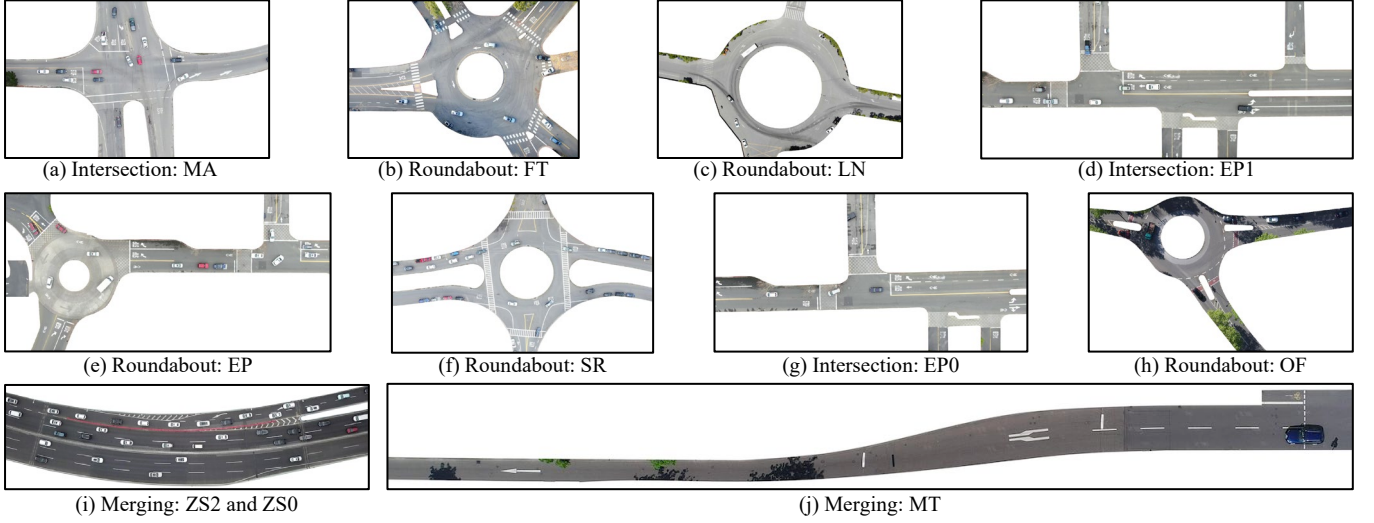 (a) Intersection: MA
(b) Roundabout: FT
(c) Roundabout: LN
(d) Intersection: EP1
(e) Roundabout: EP
(f) Roundabout: SR
(g) Intersection: EP0
(h) Roundabout: OF
(i) Merging: ZS2 and ZS0
(j) Merging: MT